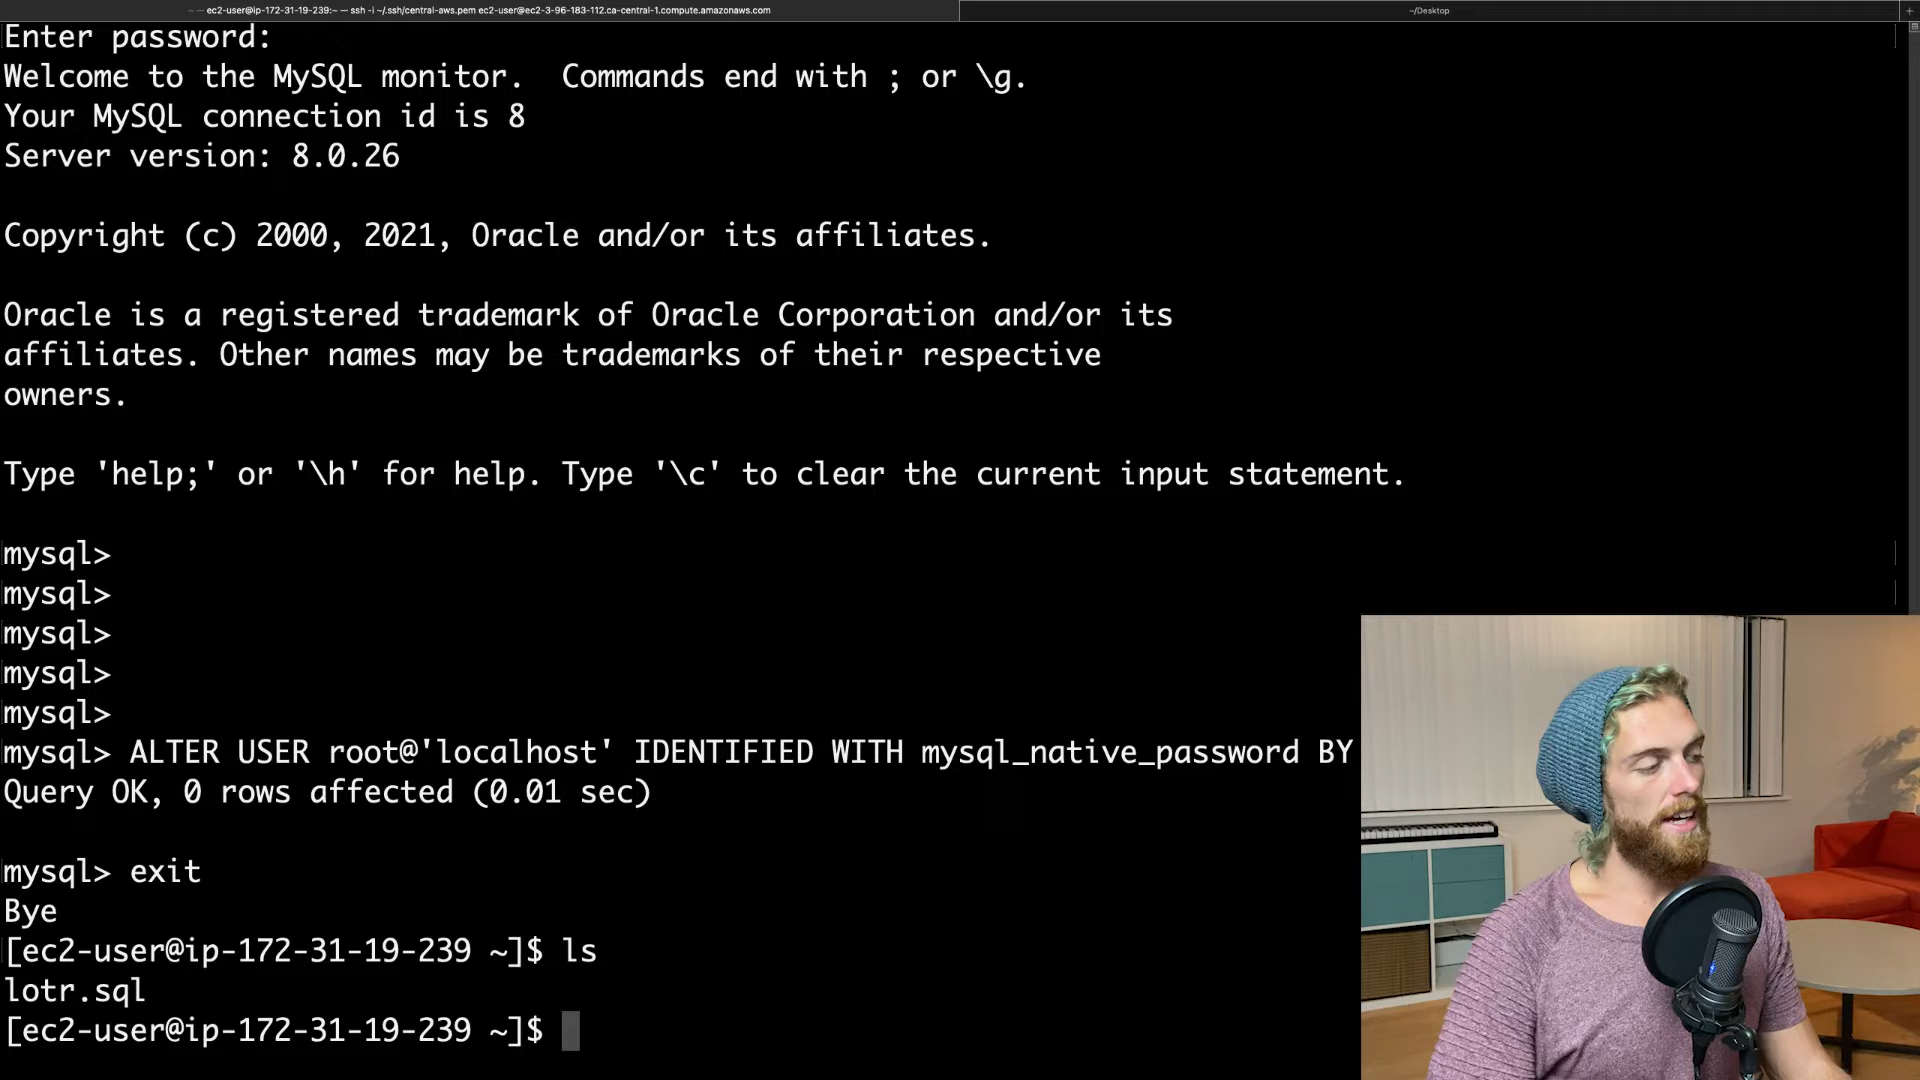 ec2-user@ip-172-31-19-239:~ — ssh -i ~/.ssh/central-aws.pem ec2-user@ec2-3-96-183-112.ca-central-1.compute.amazonaws.com
~/Desktop
+
Enter password:
Welcome to the MySQL monitor.  Commands end with ; or \g.
Your MySQL connection id is 8
Server version: 8.0.26
Copyright (c) 2000, 2021, Oracle and/or its affiliates.
Oracle is a registered trademark of Oracle Corporation and/or its
affiliates. Other names may be trademarks of their respective
owners.
Type 'help;' or '\h' for help. Type '\c' to clear the current input statement.
mysql>
mysql>
mysql>
mysql>
mysql>
mysql> ALTER USER root@'localhost' IDENTIFIED WITH mysql_native_password BY
Query OK, 0 rows affected (0.01 sec)
mysql> exit
Bye
[ec2-user@ip-172-31-19-239 ~]$ ls
lotr.sql
[ec2-user@ip-172-31-19-239 ~]$